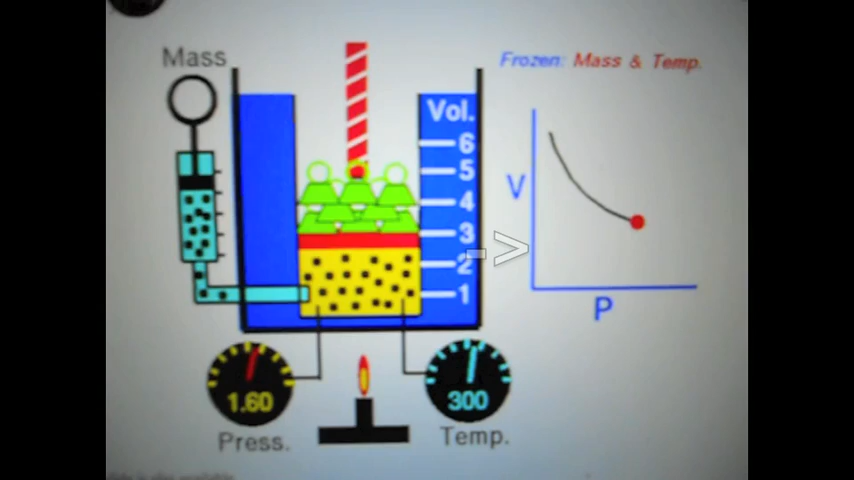 Mass
Frozen: Mass & Temp.
Vol.
6
5
4
3
2
1
V
->
P
1.60
300
Press.
Temp.